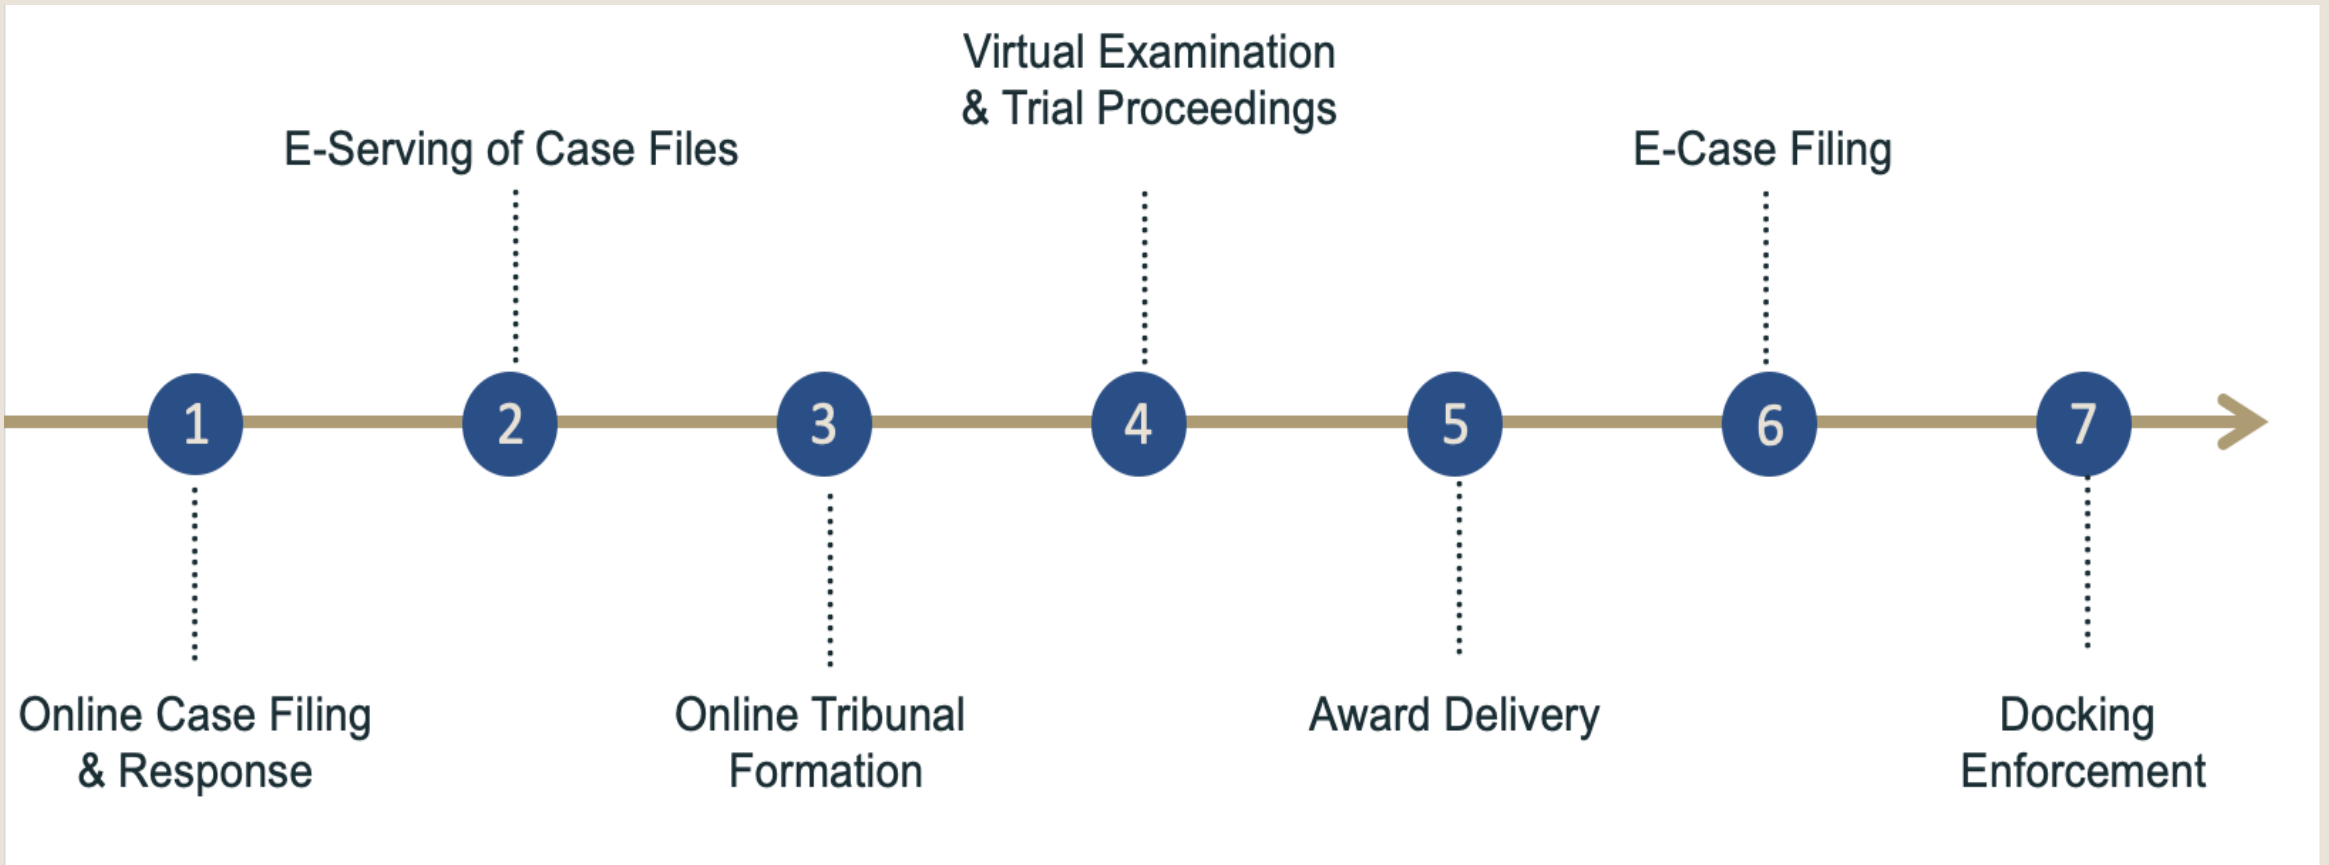 Virtual Examination
& Trial Proceedings
E-Serving of Case Files
E-Case Filing
1
2
3
4
5
6
7
Online Case Filing
& Response
Online Tribunal
Formation
Award Delivery
Docking
Enforcement